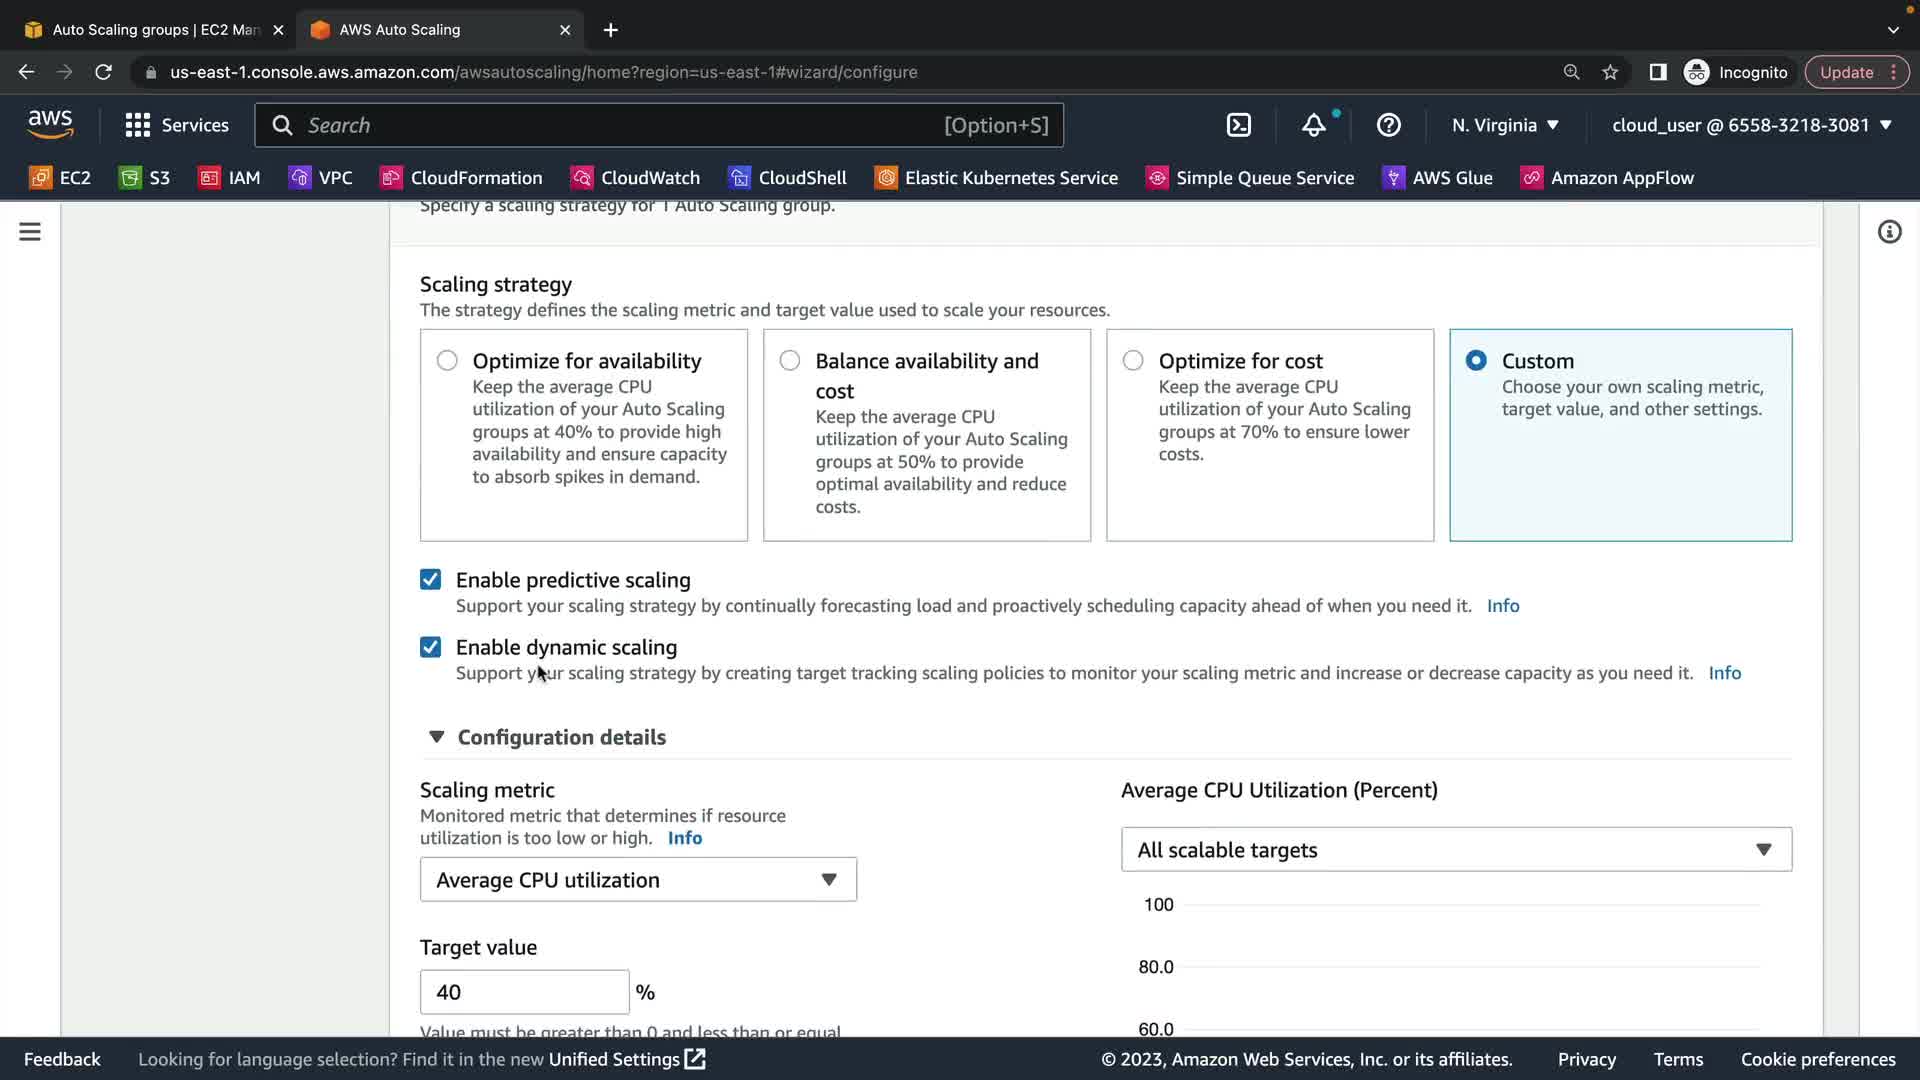 Auto Scaling groups | EC2 Man
AWS Auto Scaling
us-east-1.console.aws.amazon.com/awsautoscaling/home?region=us-east-1#wizard/configure
Incognito
Update
aws
Services
Search
[Option+S]
N. Virginia
cloud_user @ 6558-3218-3081
EC2
S3
IAM
VPC
CloudFormation
CloudWatch
CloudShell
Elastic Kubernetes Service
Simple Queue Service
AWS Glue
Amazon AppFlow
Specify a scaling strategy for 1 Auto Scaling group.
Scaling strategy
The strategy defines the scaling metric and target value used to scale your resources.
Optimize for availability
Keep the average CPU
utilization of your Auto Scaling
groups at 40% to provide high
availability and ensure capacity
to absorb spikes in demand.
Balance availability and
cost
Keep the average CPU
utilization of your Auto Scaling
groups at 50% to provide
optimal availability and reduce
costs.
Optimize for cost
Keep the average CPU
utilization of your Auto Scaling
groups at 70% to ensure lower
costs.
Custom
Choose your own scaling metric,
target value, and other settings.
Enable predictive scaling
Support your scaling strategy by continually forecasting load and proactively scheduling capacity ahead of when you need it. Info
Enable dynamic scaling
Support your scaling strategy by creating target tracking scaling policies to monitor your scaling metric and increase or decrease capacity as you need it. Info
Configuration details
Scaling metric
Monitored metric that determines if resource
utilization is too low or high. Info
Average CPU utilization
Target value
40 %
Value must be greater than 0 and less than or equal
Average CPU Utilization (Percent)
All scalable targets
100
80.0
60.0
Feedback
Looking for language selection? Find it in the new Unified Settings
© 2023, Amazon Web Services, Inc. or its affiliates.
Privacy
Terms
Cookie preferences